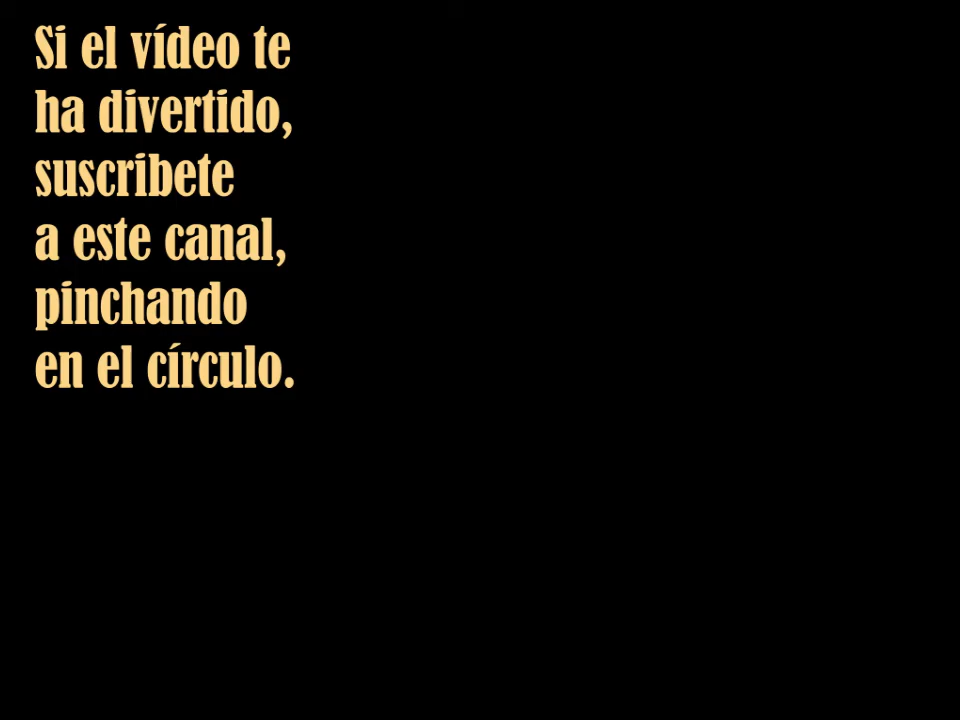 Si el vídeo te
ha divertido,
suscribete
a este canal,
pinchando
en el círculo.